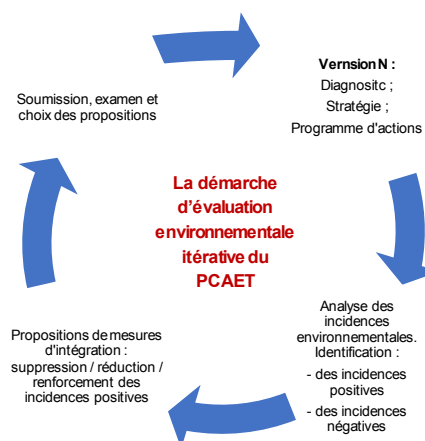 Vernsion N :
Diagnositc ;
Stratégie ;
Programme d'actions
Soumission, examen et
choix des propositions
La démarche
d'évaluation
environnementale
itérative du
PCAET
Analyse des
incidences
environnementales.
Identification :
- des incidences
positives
- des incidences
négatives
Propositions de mesures
d'intégration :
suppression / réduction /
renforcement des
incidences positives